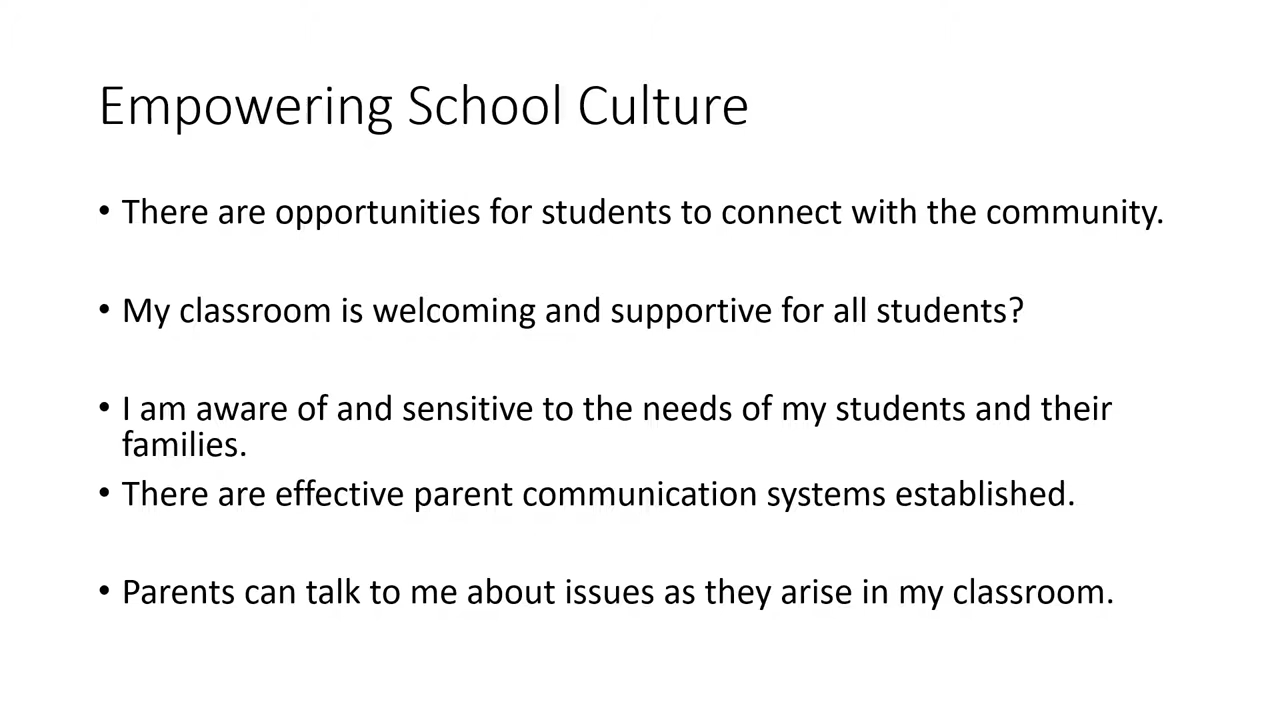 Empowering School Culture
• There are opportunities for students to connect with the community.
• My classroom is welcoming and supportive for all students?
• I am aware of and sensitive to the needs of my students and their
families.
• There are effective parent communication systems established.
• Parents can talk to me about issues as they arise in my classroom.